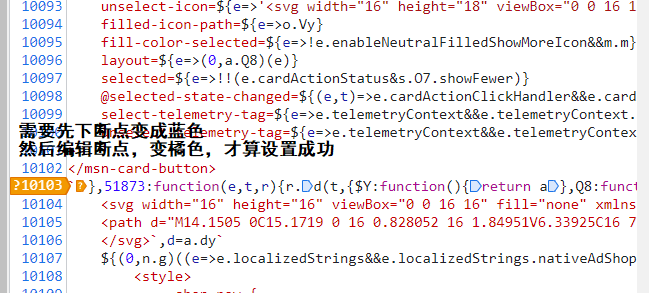 10093 unselect-icon=${e=>'<svg width="16" height="18" viewBox="0 0 16 1
10094 filled-icon-path=${e=>o.Vy}
10095 fill-color-selected=${e=>!e.enableNeutralFilledShowMoreIcon&&m.m}
10096 layout=${e=>(0,a.Q8)(e)}
10097 selected=${e=>!!(e.cardActionStatus&s.O7.showFewer)}
10098 @selected-state-changed=${(e,t)=>e.cardActionClickHandler&&e.card
10099 select-telemetry-tag=${e=>e.telemetryContext&&e.telemetryContext.
需要先下断点变成蓝色
t-telemetry-tag=${e=>e.telemetryContext&&e.telemetryConte
然后编辑断点，变橘色，才算设置成功
10102 </msn-card-button>
?10103 `?},51873:function(e,t,r){r.d(t,{$Y:function(){return a},Q8:funct
10104 <svg width="16" height="16" viewBox="0 0 16 16" fill="none" xmlns
10105 <path d="M14.1505 0C15.1719 0 16 0.828052 16 1.84951V6.33925C16 7
10106 </svg>`,d=a.dy`
10107 ${(0,n.g)((e=>e.localizedStrings&&e.localizedStrings.nativeAdShop
10108 <style>